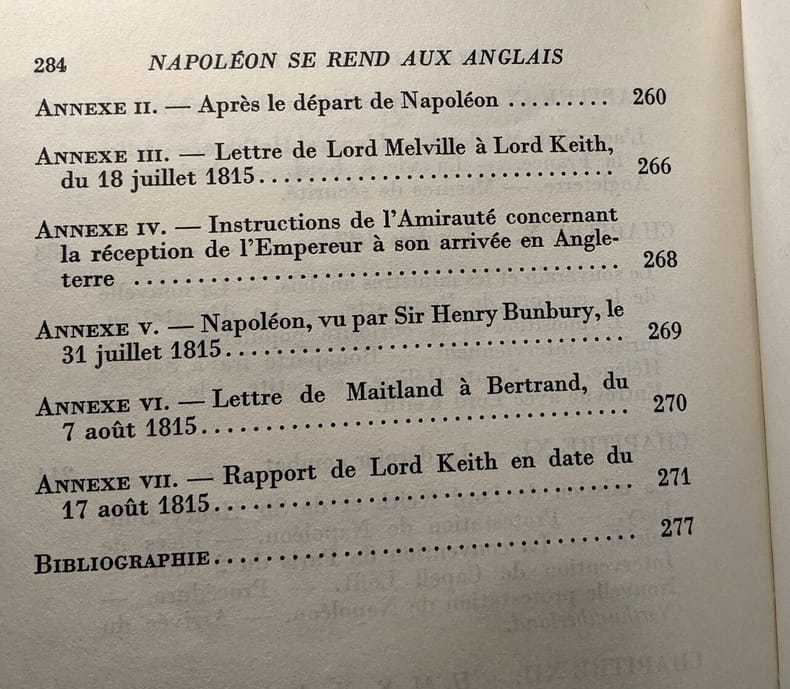 284 NAPOLÉON SE REND AUX ANGLAIS
ANNEXE II. — Après le départ de Napoléon ......... 260
ANNEXE III. — Lettre de Lord Melville à Lord Keith,
du 18 juillet 1815................................ 266
ANNEXE IV. — Instructions de l'Amirauté concernant
la réception de l'Empereur à son arrivée en Angle-
terre ............................................ 268
ANNEXE V. — Napoléon, vu par Sir Henry Bunbury, le
31 juillet 1815................................... 269
ANNEXE VI. — Lettre de Maitland à Bertrand, du
7 août 1815....................................... 270
ANNEXE VII. — Rapport de Lord Keith en date du
17 août 1815...................................... 271
BIBLIOGRAPHIE..................................... 277